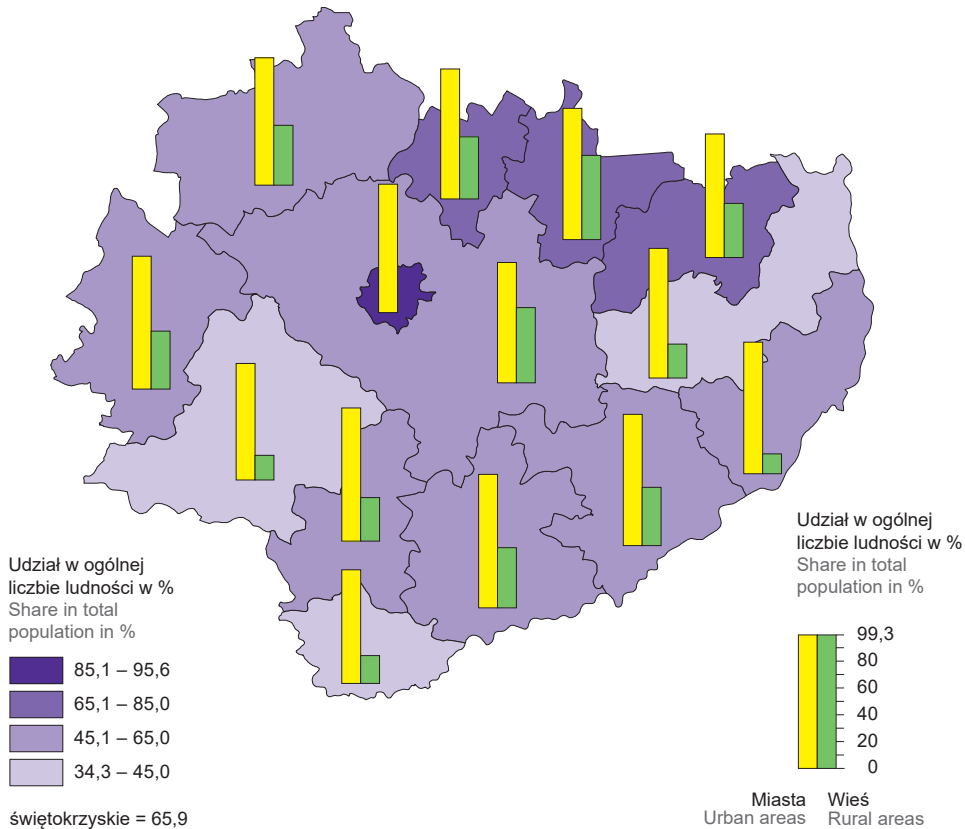 Udział w ogólnej
liczbie ludności w %
Share in total
population in %
85,1 – 95,6
65,1 – 85,0
45,1 – 65,0
34,3 – 45,0
świętokrzyskie = 65,9
Udział w ogólnej
liczbie ludności w %
Share in total
population in %
99,3
80
60
40
20
0
Miasta Wieś
Urban areas Rural areas